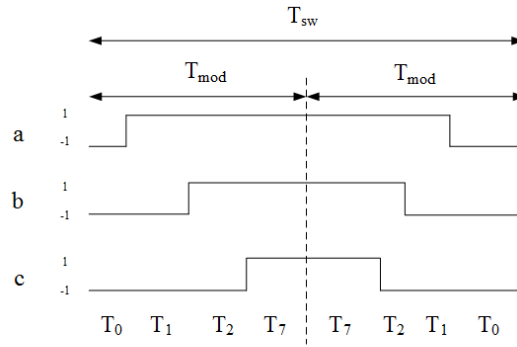 T_sw
T_mod T_mod
1
a
-1
1
b
-1
1
c
-1
T_0 T_1 T_2 T_7 T_7 T_2 T_1 T_0